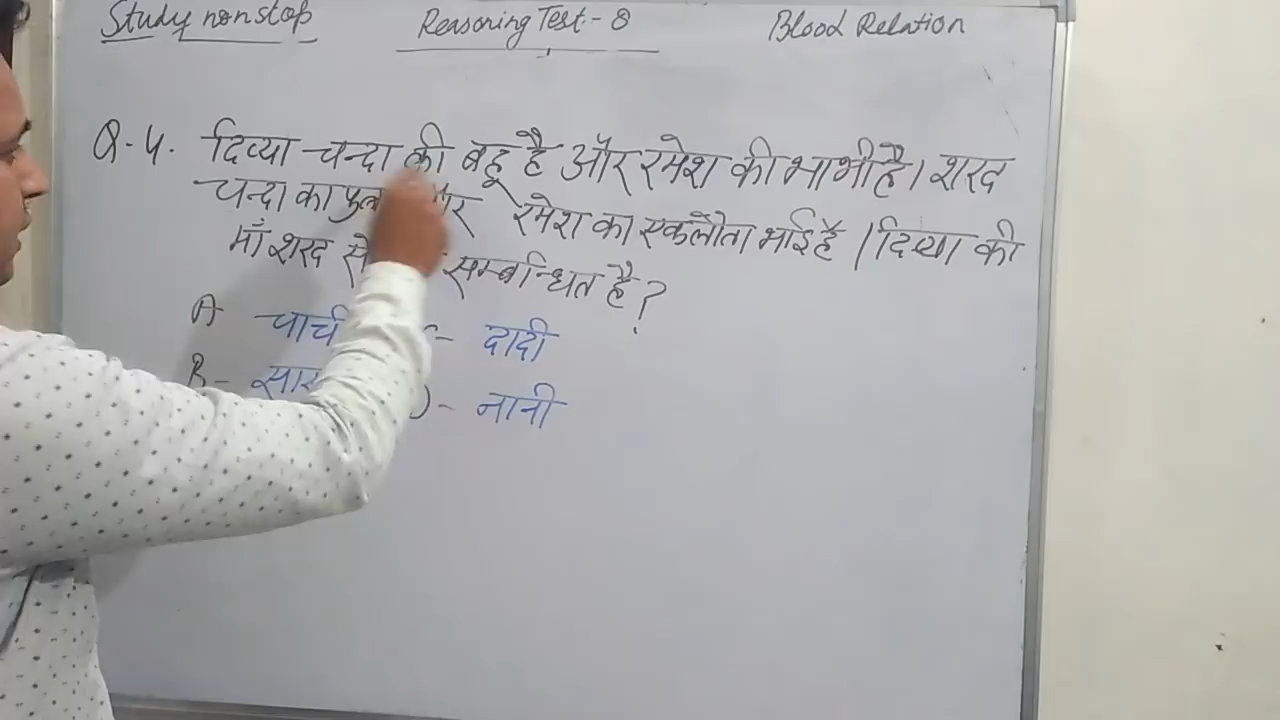 Study nonstop Reasoning Test:- 8 Blood Relation
Q-4. दिव्या चन्दा की बहू है और रमेश की भाभी है। शरद
चन्दा का रमेश का एकलौता भाई है। दिव्या की
माँ शरद से सम्बन्धित है?
A- दादी
B- D- नानी